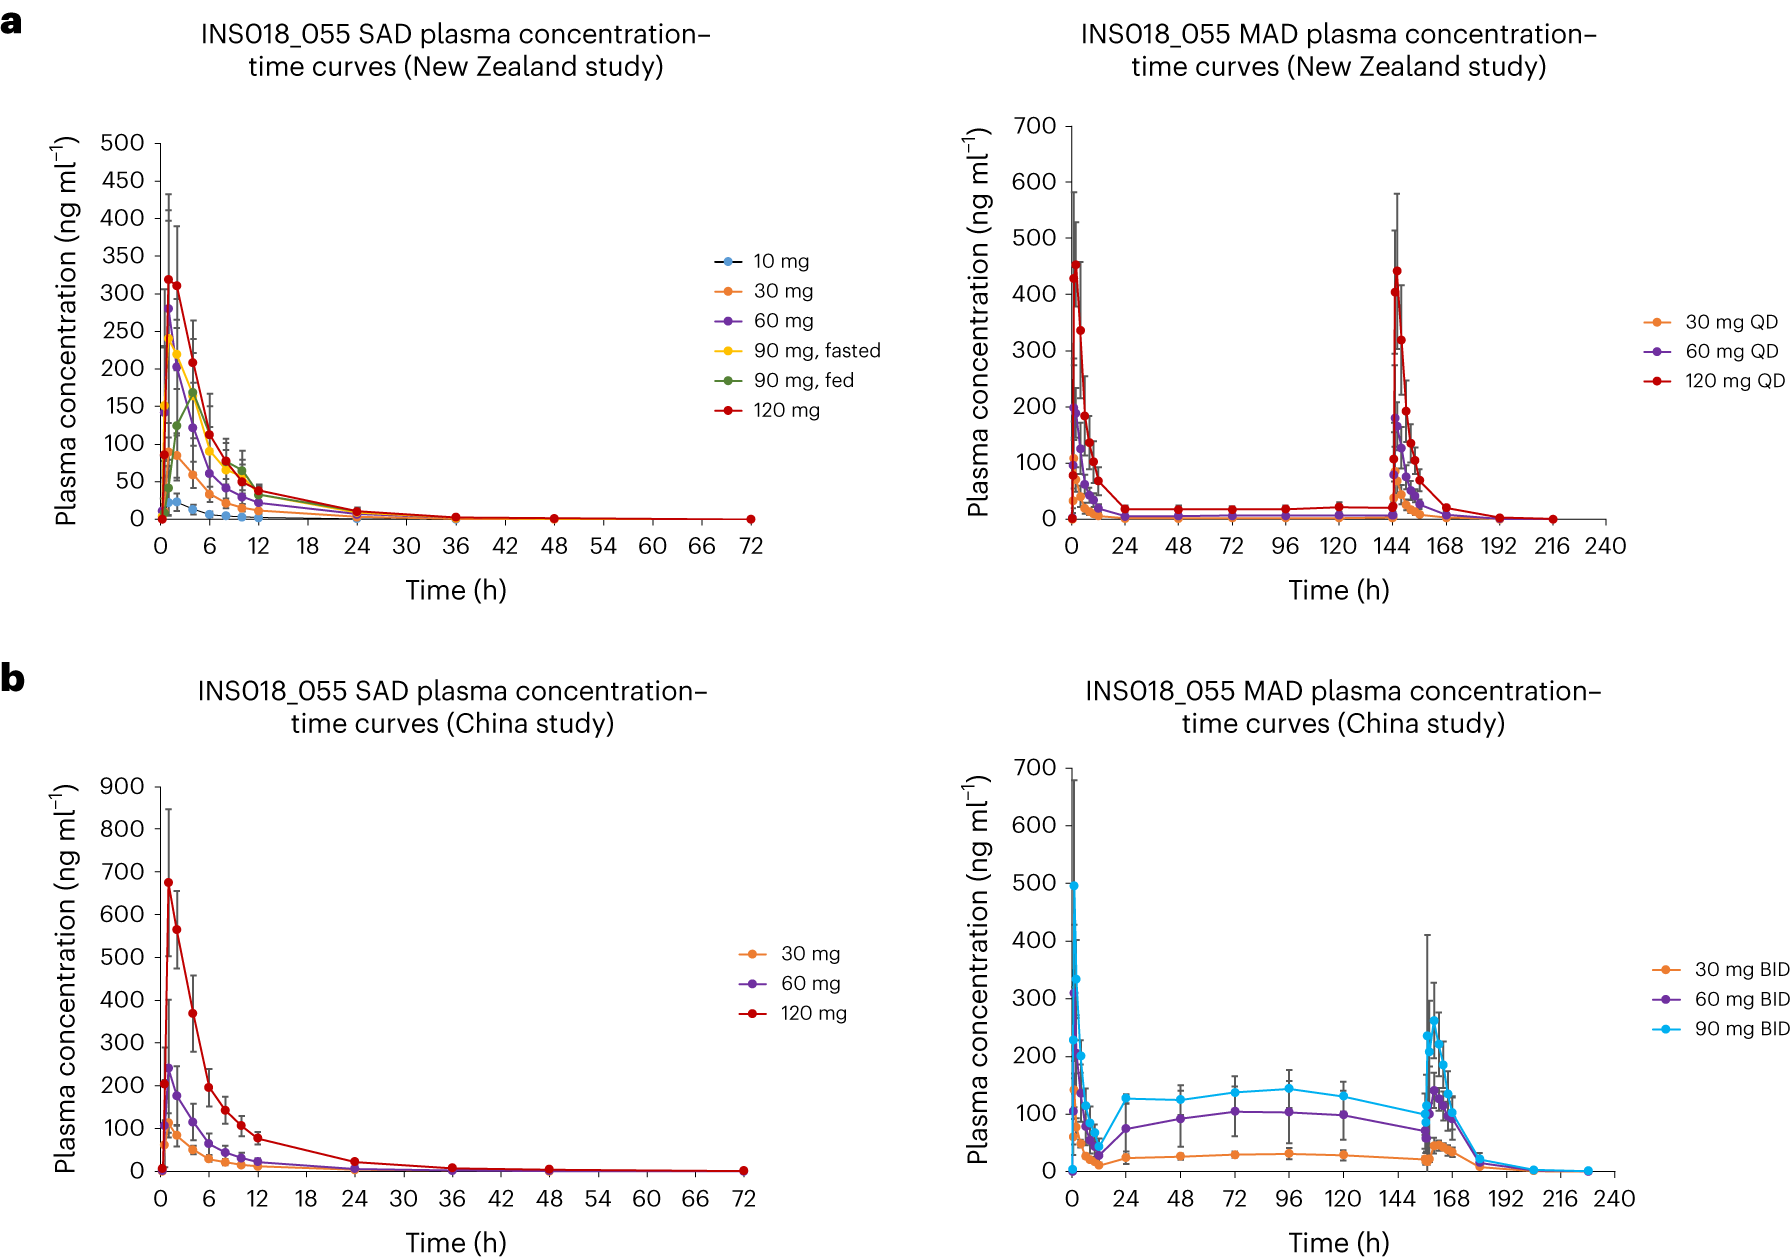 a
INS018_055 SAD plasma concentration–
time curves (New Zealand study)
Plasma concentration (ng ml⁻¹)
500
450
400
350
300
250
200
150
100
50
0
0 6 12 18 24 30 36 42 48 54 60 66 72
Time (h)
10 mg
30 mg
60 mg
90 mg, fasted
90 mg, fed
120 mg
INS018_055 MAD plasma concentration–
time curves (New Zealand study)
Plasma concentration (ng ml⁻¹)
700
600
500
400
300
200
100
0
0 24 48 72 96 120 144 168 192 216 240
Time (h)
30 mg QD
60 mg QD
120 mg QD
b
INS018_055 SAD plasma concentration–
time curves (China study)
Plasma concentration (ng ml⁻¹)
900
800
700
600
500
400
300
200
100
0
0 6 12 18 24 30 36 42 48 54 60 66 72
Time (h)
30 mg
60 mg
120 mg
INS018_055 MAD plasma concentration–
time curves (China study)
Plasma concentration (ng ml⁻¹)
700
600
500
400
300
200
100
0
0 24 48 72 96 120 144 168 192 216 240
Time (h)
30 mg BID
60 mg BID
90 mg BID